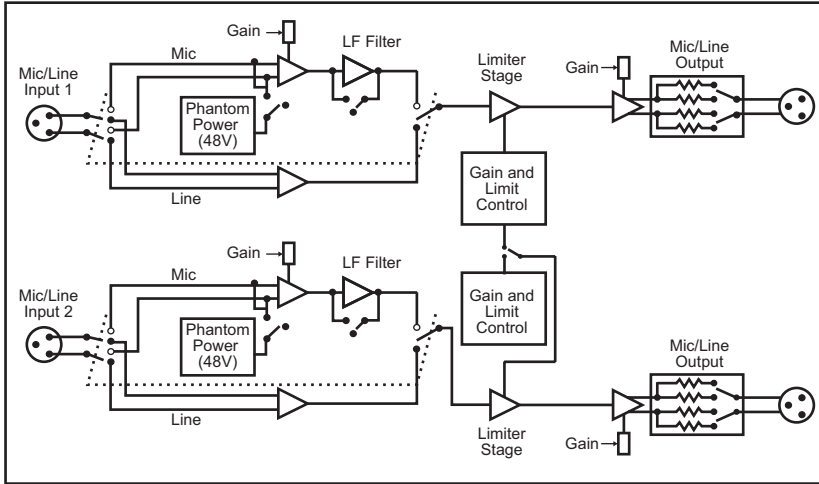 Gain
LF Filter
Mic
Mic/Line
Input 1
Phantom
Power
(48V)
Line
Limiter
Stage
Gain
Mic/Line
Output
Gain and
Limit
Control
Gain
LF Filter
Mic
Mic/Line
Input 2
Phantom
Power
(48V)
Line
Gain and
Limit
Control
Limiter
Stage
Mic/Line
Output
Gain